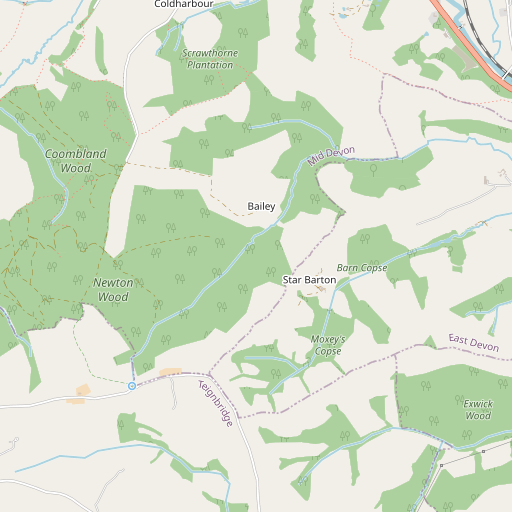 Coldharbour
Scrawthorne
Plantation
Coombland
Wood
Mid Devon
Bailey
Barn Copse
Newton
Wood
Star Barton
Moxey's
Copse
East Devon
Teignbridge
Exwick
Wood